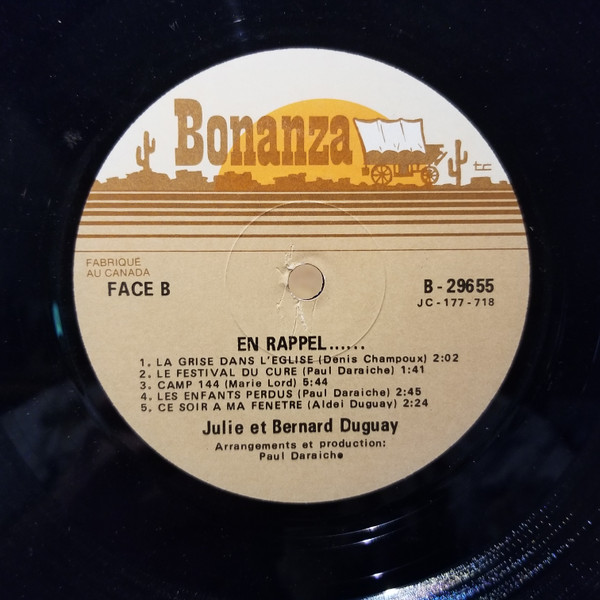 Bonanza
tc
FABRIQUÉ
AU CANADA
FACE B
B-29655
JC-177-718
EN RAPPEL......
1. LA GRISE DANS L'EGLISE (Denis Champoux) 2:02
2. LE FESTIVAL DU CURE (Paul Daraiche) 1:41
3. CAMP 144 (Marie Lord) 5:44
4. LES ENFANTS PERDUS (Paul Daraiche) 2:45
5. CE SOIR A MA FENETRE (Aldei Duguay) 2:24
Julie et Bernard Duguay
Arrangements et production:
Paul Daraiche